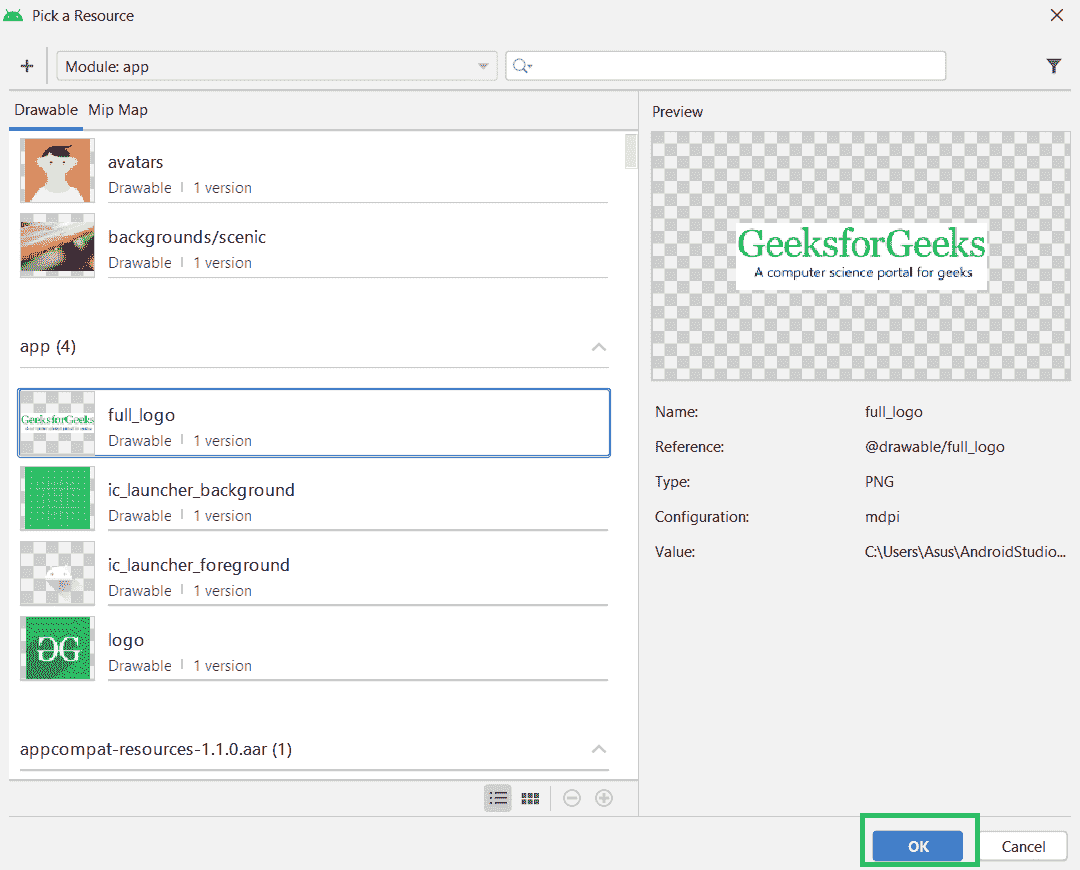 Pick a Resource
Module: app
Drawable Mip Map
avatars
Drawable | 1 version
backgrounds/scenic
Drawable | 1 version
app (4)
GeeksforGeeks
full_logo
Drawable | 1 version
ic_launcher_background
Drawable | 1 version
ic_launcher_foreground
Drawable | 1 version
logo
Drawable | 1 version
appcompat-resources-1.1.0.aar (1)
Preview
GeeksforGeeks
A computer science portal for geeks
Name: full_logo
Reference: @drawable/full_logo
Type: PNG
Configuration: mdpi
Value: C:\Users\Asus\AndroidStudio...
OK Cancel